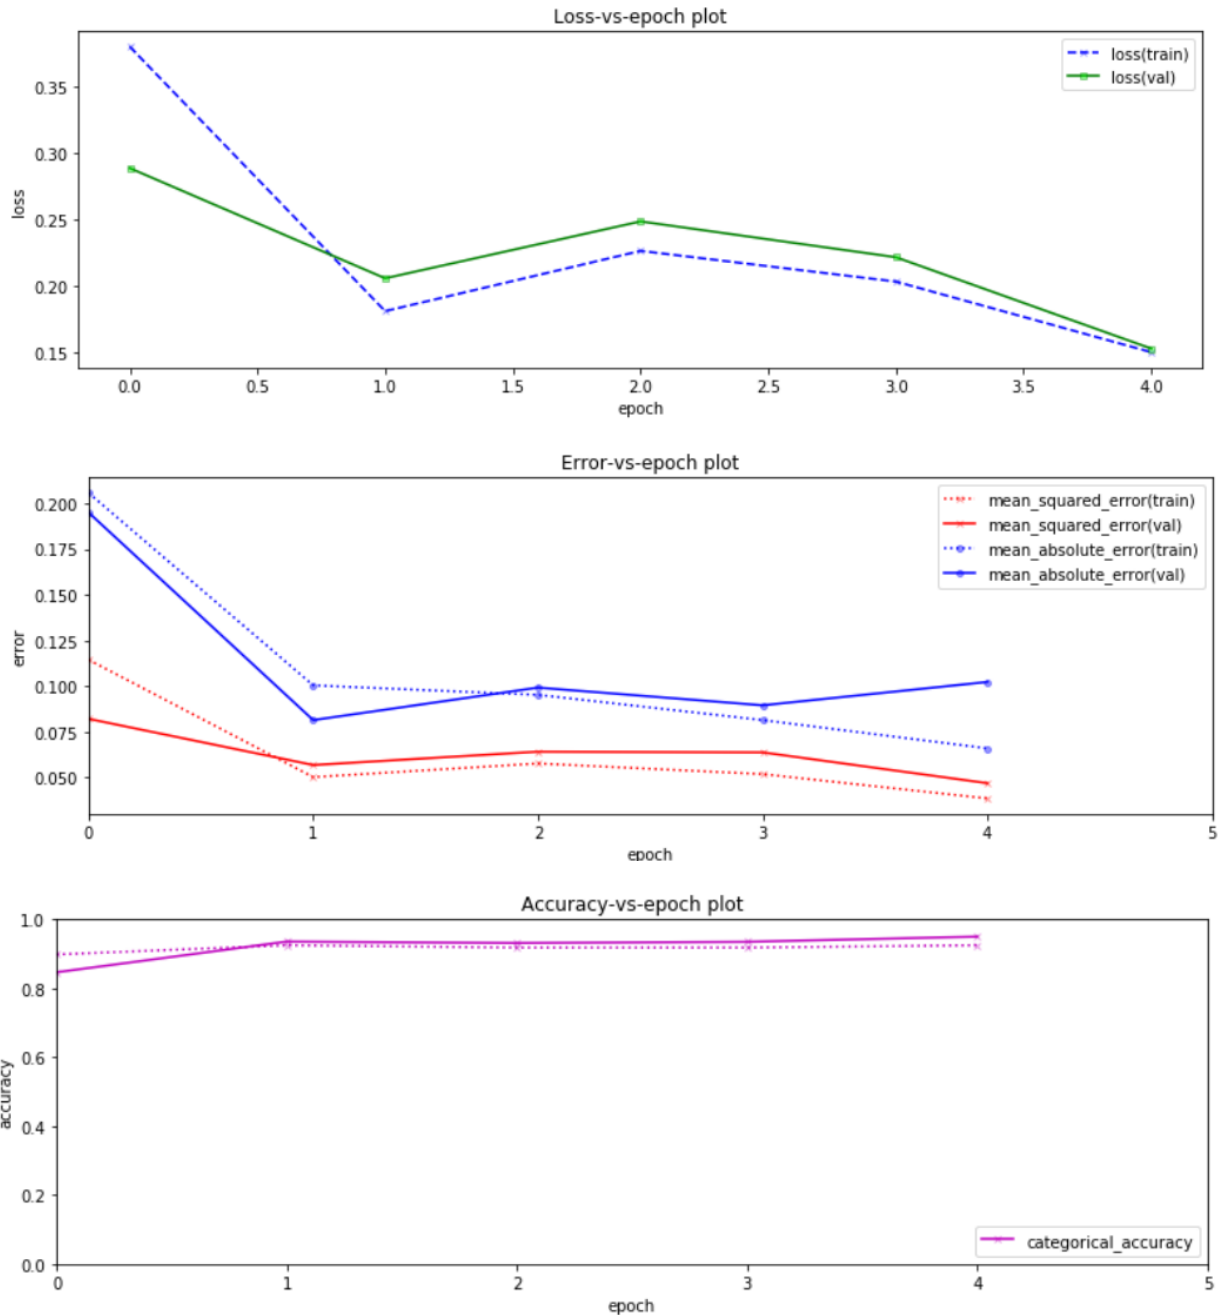 Loss-vs-epoch plot
loss(train)
loss(val)
0.35
0.30
0.25
0.20
0.15
loss
0.0 0.5 1.0 1.5 2.0 2.5 3.0 3.5 4.0
epoch
Error-vs-epoch plot
mean_squared_error(train)
mean_squared_error(val)
mean_absolute_error(train)
mean_absolute_error(val)
0.200
0.175
0.150
0.125
0.100
0.075
0.050
error
0 1 2 3 4 5
epoch
Accuracy-vs-epoch plot
1.0
0.8
0.6
0.4
0.2
0.0
accuracy
categorical_accuracy
0 1 2 3 4 5
epoch